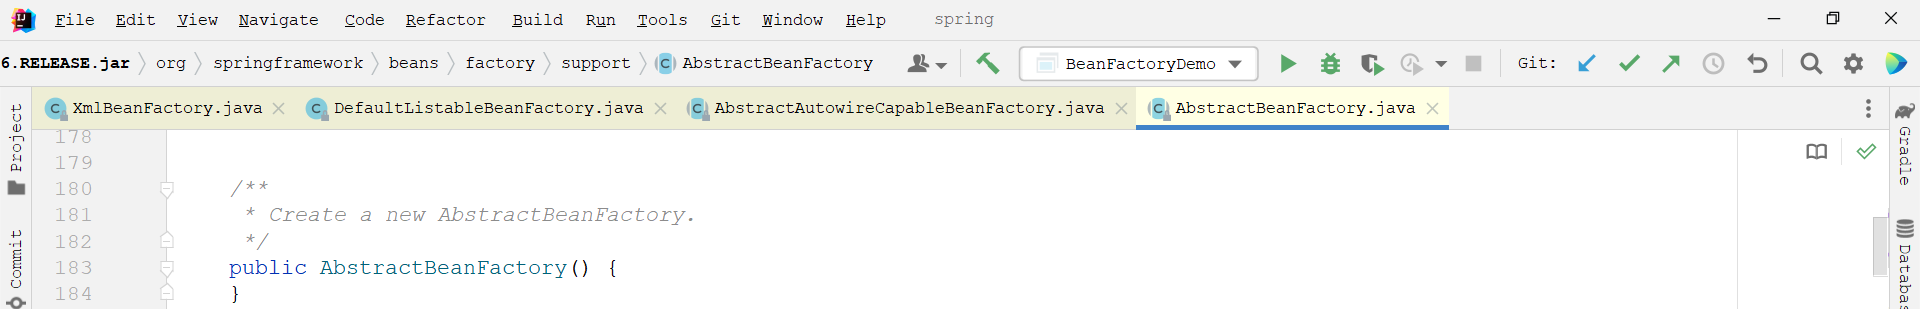 File Edit View Navigate Code Refactor Build Run Tools Git Window Help spring
6.RELEASE.jar org springframework beans factory support AbstractBeanFactory BeanFactoryDemo Git:
XmlBeanFactory.java DefaultListableBeanFactory.java AbstractAutowireCapableBeanFactory.java AbstractBeanFactory.java
178
179
180 /**
181 * Create a new AbstractBeanFactory.
182 */
183 public AbstractBeanFactory() {
184 }
Project
Commit
Gradle
Databas